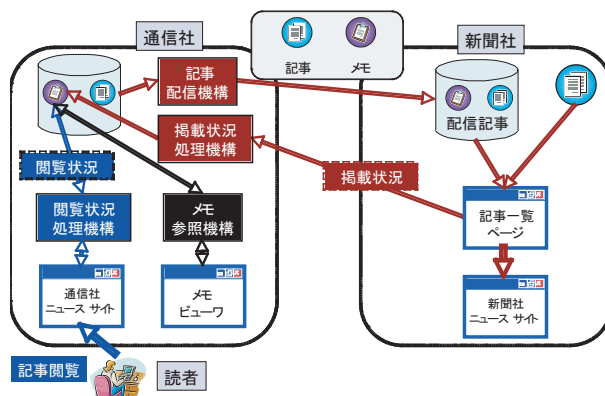 通信社
記事
メモ
新聞社
記事
配信機構
掲載状況
処理機構
配信記事
閲覧状況
掲載状況
閲覧状況
処理機構
メモ
参照機構
記事一覧
ページ
通信社
ニュース サイト
メモ
ビューワ
新聞社
ニュース サイト
記事閲覧
読者